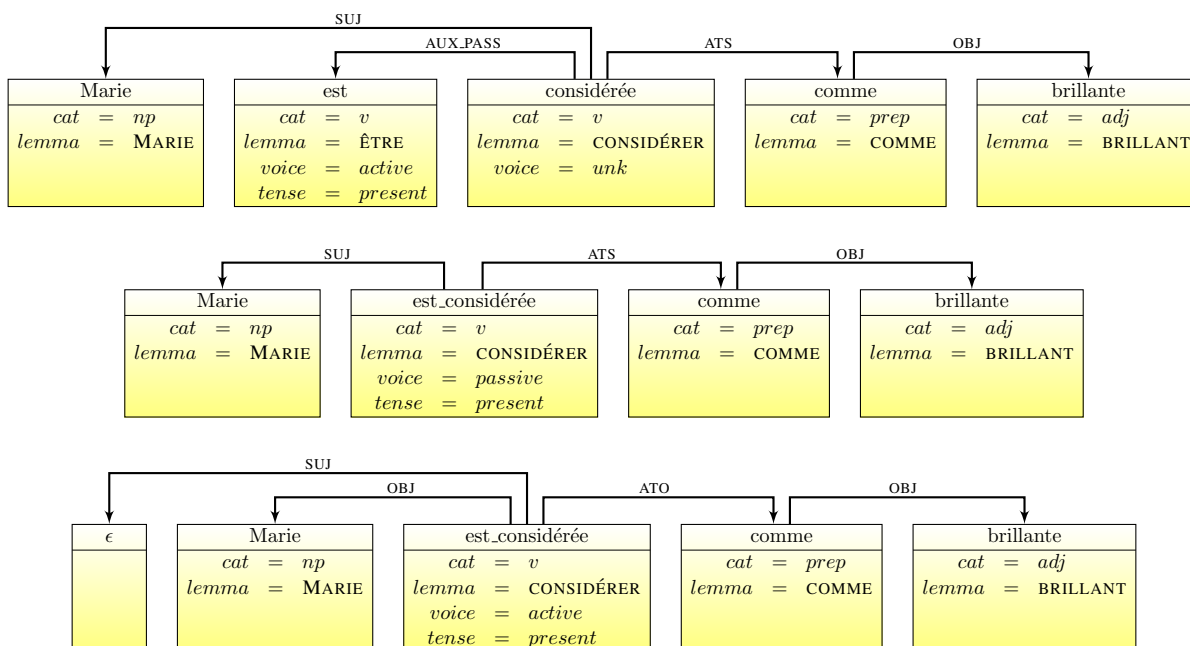 SUJ
AUX_PASS ATS OBJ
Marie est considérée comme brillante
cat = np cat = v cat = v cat = prep cat = adj
lemma = MARIE lemma = ÊTRE lemma = CONSIDÉRER lemma = COMME lemma = BRILLANT
voice = active voice = unk
tense = present
SUJ ATS OBJ
Marie est_considérée comme brillante
cat = np cat = v cat = prep cat = adj
lemma = MARIE lemma = CONSIDÉRER lemma = COMME lemma = BRILLANT
voice = passive
tense = present
SUJ
OBJ ATO OBJ
ϵ Marie est_considérée comme brillante
cat = np cat = v cat = prep cat = adj
lemma = MARIE lemma = CONSIDÉRER lemma = COMME lemma = BRILLANT
voice = active
tense = present